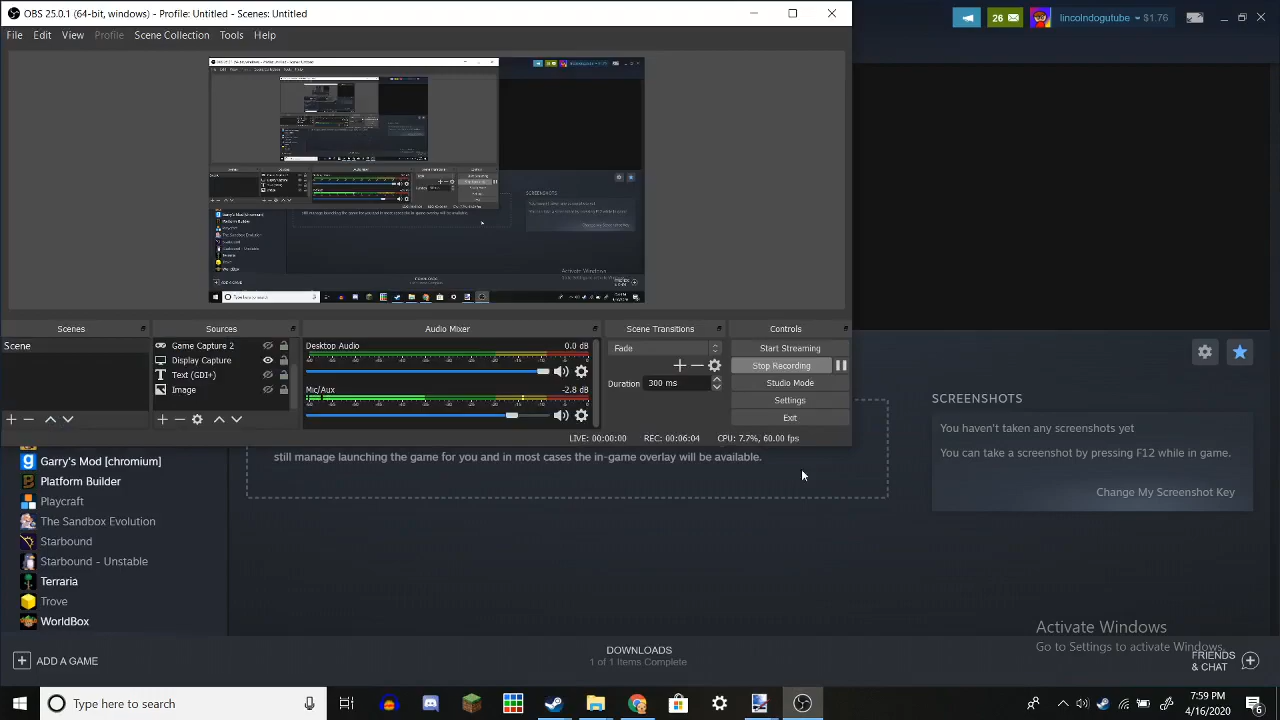 OBS 25.0.1 (64-bit, windows) - Profile: Untitled - Scenes: Untitled
26
lincolndogutube
$1.76
File Edit View Profile Scene Collection Tools Help
Scenes
Sources
Audio Mixer
Scene Transitions
Controls
Scene
Game Capture 2
Display Capture
Text (GDI+)
Image
Desktop Audio
0.0 dB
Mic/Aux
-2.8 dB
Fade
Duration 300 ms
Start Streaming
Stop Recording
Studio Mode
Settings
Exit
LIVE: 00:00:00
REC: 00:06:04
CPU: 7.7%, 60.00 fps
still manage launching the game for you and in most cases the in-game overlay will be available.
SCREENSHOTS
You haven't taken any screenshots yet
You can take a screenshot by pressing F12 while in game.
Change My Screenshot Key
Garry's Mod [chromium]
Platform Builder
Playcraft
The Sandbox Evolution
Starbound
Starbound - Unstable
Terraria
Trove
WorldBox
Activate Windows
Go to Settings to activate Windows.
ADD A GAME
DOWNLOADS
1 of 1 Items Complete
FRIENDS
& CHAT
Type here to search
7:59 PM
4/16/2020
6